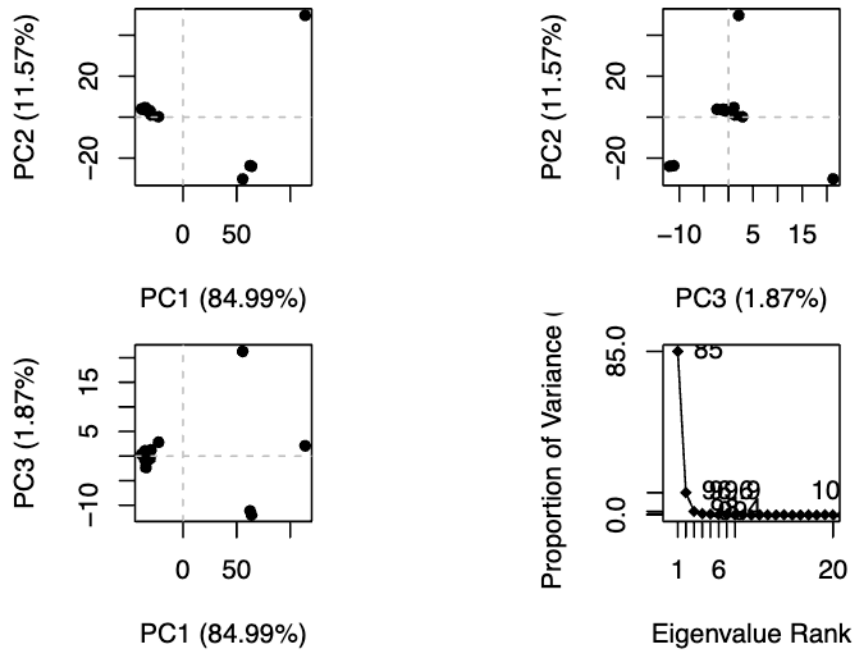 PC2 (11.57%)
20
−20
0 50
PC1 (84.99%)
PC2 (11.57%)
20
−20
−10 5 15
PC3 (1.87%)
PC3 (1.87%)
15
5
−10
0 50
PC1 (84.99%)
Proportion of Variance (
85.0
0.0
85
10
1 6 20
Eigenvalue Rank